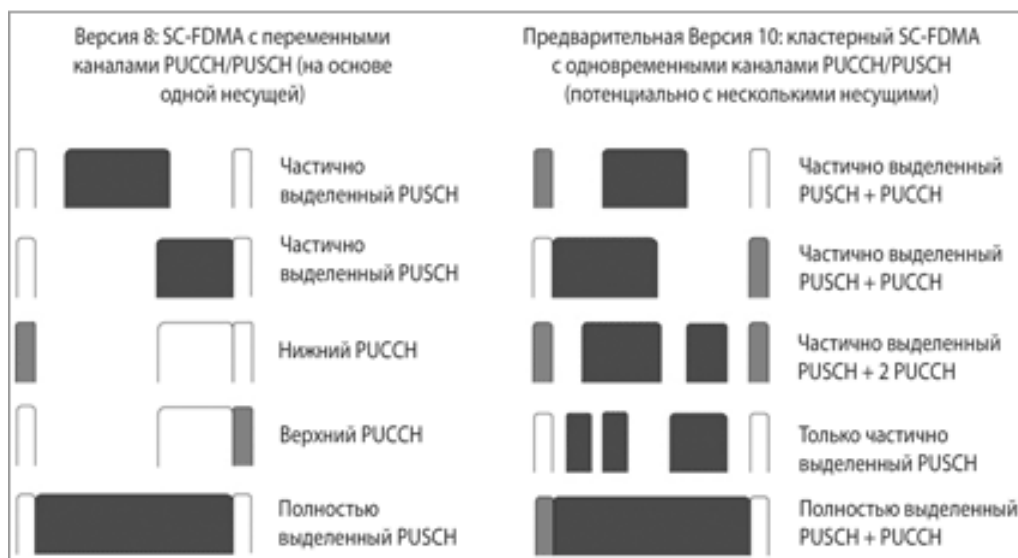 Версия 8: SC-FDMA с переменными
каналами PUCCH/PUSCH (на основе
одной несущей)
Частично
выделенный PUSCH
Частично
выделенный PUSCH
Нижний PUCCH
Верхний PUCCH
Полностью
выделенный PUSCH
Предварительная Версия 10: кластерный SC-FDMA
с одновременными каналами PUCCH/PUSCH
(потенциально с несколькими несущими)
Частично выделенный
PUSCH + PUCCH
Частично выделенный
PUSCH + PUCCH
Частично выделенный
PUSCH + 2 PUCCH
Только частично
выделенный PUSCH
Полностью выделенный
PUSCH + PUCCH